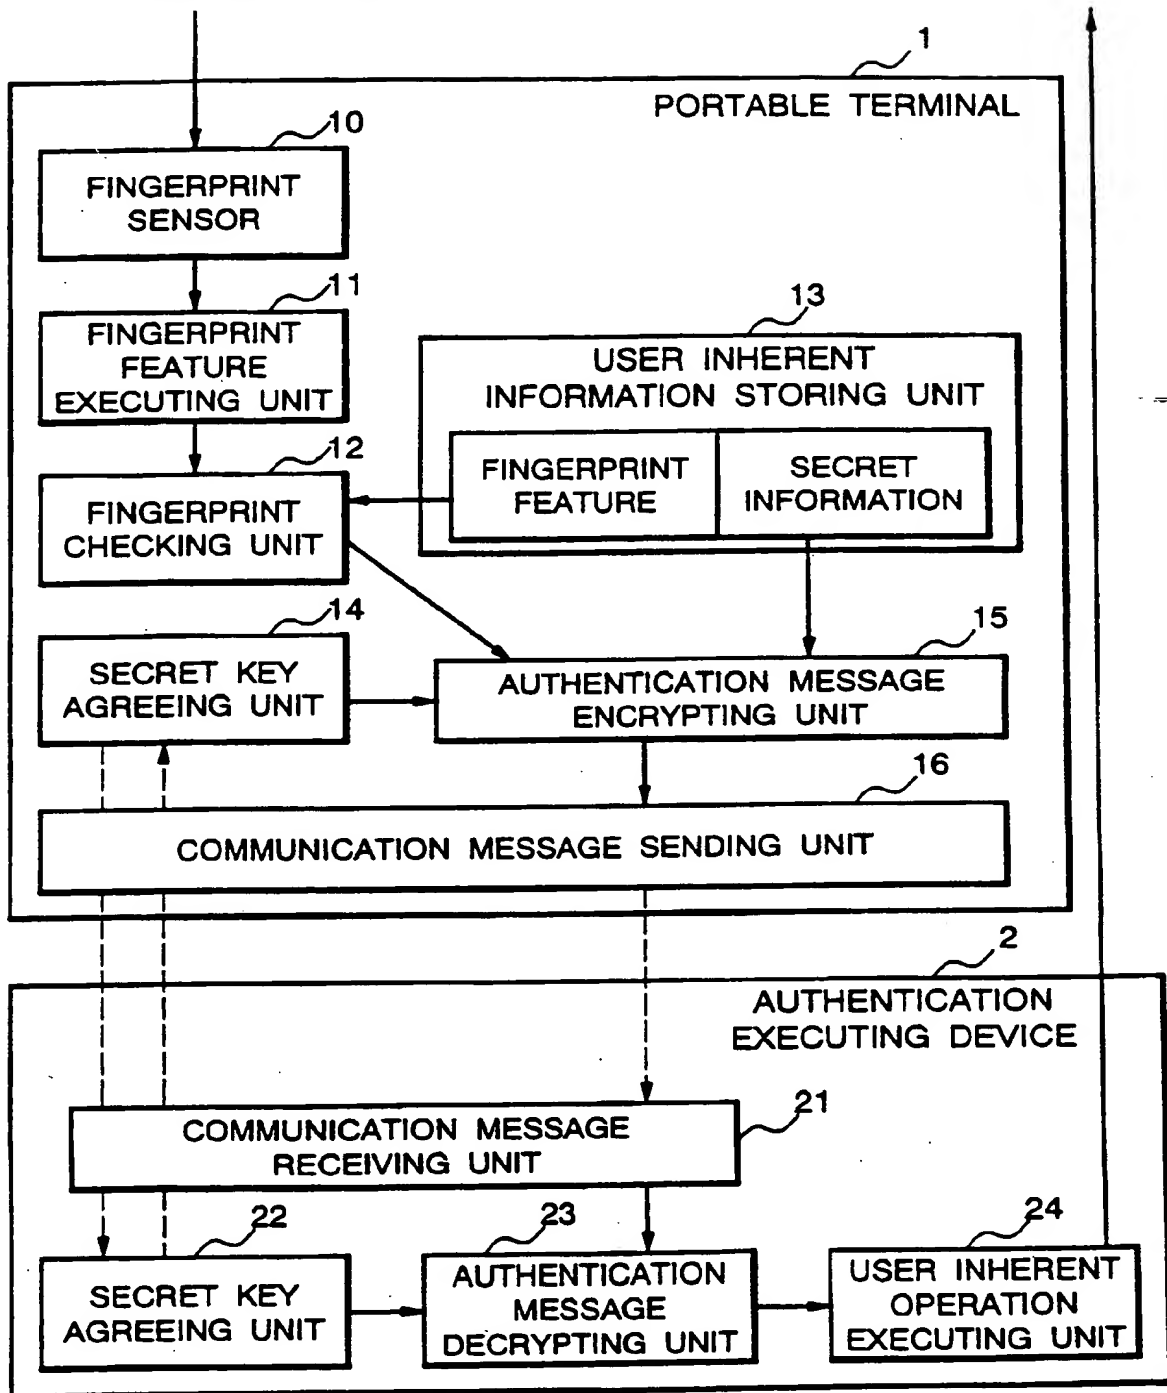 1
PORTABLE TERMINAL
10
FINGERPRINT
SENSOR
11
FINGERPRINT
FEATURE
EXECUTING UNIT
13
USER INHERENT
INFORMATION STORING UNIT
FINGERPRINT
FEATURE
SECRET
INFORMATION
12
FINGERPRINT
CHECKING UNIT
14
SECRET KEY
AGREEING UNIT
15
AUTHENTICATION MESSAGE
ENCRYPTING UNIT
16
COMMUNICATION MESSAGE SENDING UNIT
2
AUTHENTICATION
EXECUTING DEVICE
21
COMMUNICATION MESSAGE
RECEIVING UNIT
22
SECRET KEY
AGREEING UNIT
23
AUTHENTICATION
MESSAGE
DECRYPTING UNIT
24
USER INHERENT
OPERATION
EXECUTING UNIT